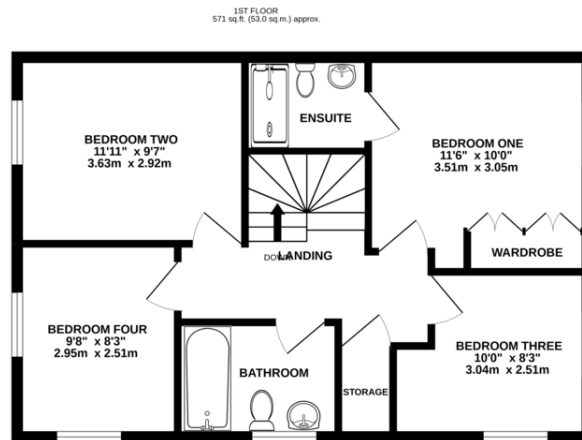 1ST FLOOR
571 sq.ft. (53.0 sq.m.) approx.
BEDROOM TWO
11'11" x 9'7"
3.63m x 2.92m
ENSUITE
BEDROOM ONE
11'6" x 10'0"
3.51m x 3.05m
WARDROBE
LANDING
DOWN
BEDROOM FOUR
9'8" x 8'3"
2.95m x 2.51m
BATHROOM
STORAGE
BEDROOM THREE
10'0" x 8'3"
3.04m x 2.51m